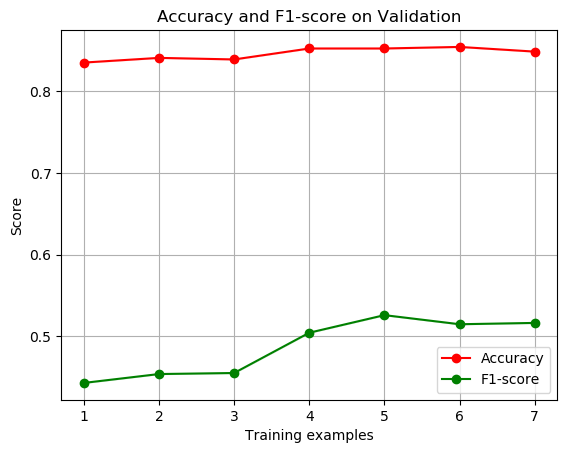 Accuracy and F1-score on Validation
Score
0.8
0.7
0.6
0.5
Accuracy
F1-score
1 2 3 4 5 6 7
Training examples